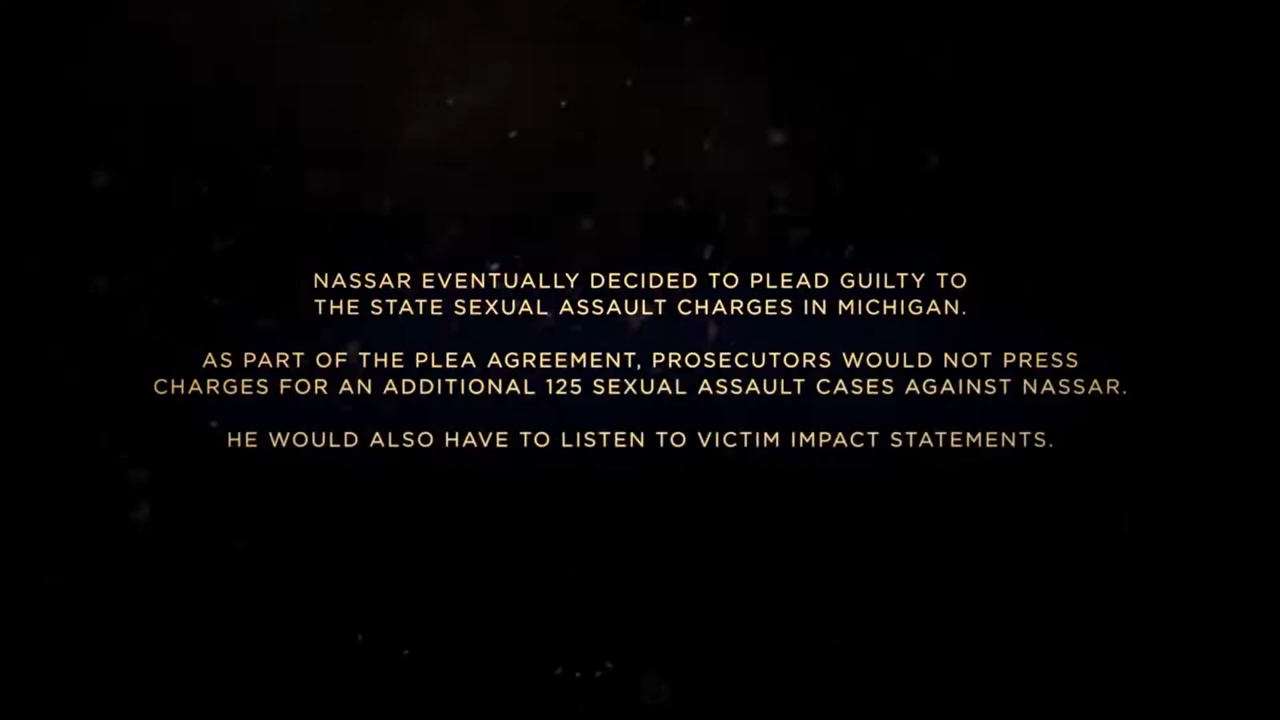 NASSAR EVENTUALLY DECIDED TO PLEAD GUILTY TO
THE STATE SEXUAL ASSAULT CHARGES IN MICHIGAN.
AS PART OF THE PLEA AGREEMENT, PROSECUTORS WOULD NOT PRESS
CHARGES FOR AN ADDITIONAL 125 SEXUAL ASSAULT CASES AGAINST NASSAR.
HE WOULD ALSO HAVE TO LISTEN TO VICTIM IMPACT STATEMENTS.